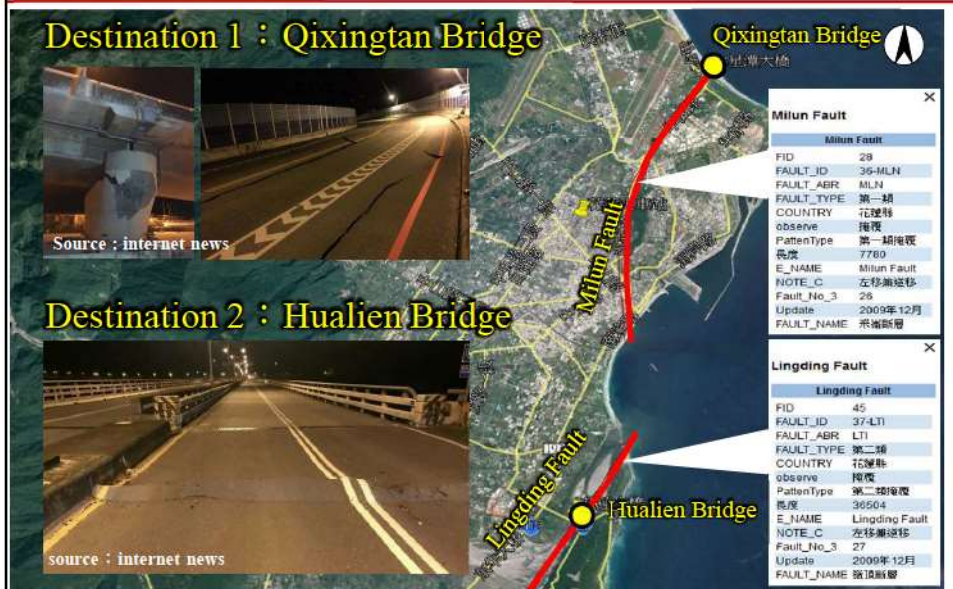 Destination 1：Qixingtan Bridge
Source：internet news
Destination 2：Hualien Bridge
source：internet news
Qixingtan Bridge
星潭大橋
Milun Fault
Lingding Fault
Hualien Bridge
Milun Fault
Milun Fault
FID 28
FAULT_ID 36-MLN
FAULT_ABR MLN
FAULT_TYPE 第一類
COUNTRY 花蓮縣
observe 掩覆
PattenType 第一類掩覆
長度 7780
E_NAME Milun Fault
NOTE_C 左移兼逆移
Fault_No_3 26
Update 2009年12月
FAULT_NAME 米崙斷層
Lingding Fault
Lingding Fault
FID 45
FAULT_ID 37-LTI
FAULT_ABR LTI
FAULT_TYPE 第二類
COUNTRY 花蓮縣
observe 掩覆
PattenType 第二類掩覆
長度 36504
E_NAME Lingding Fault
NOTE_C 左移兼逆移
Fault_No_3 27
Update 2009年12月
FAULT_NAME 嶺頂斷層